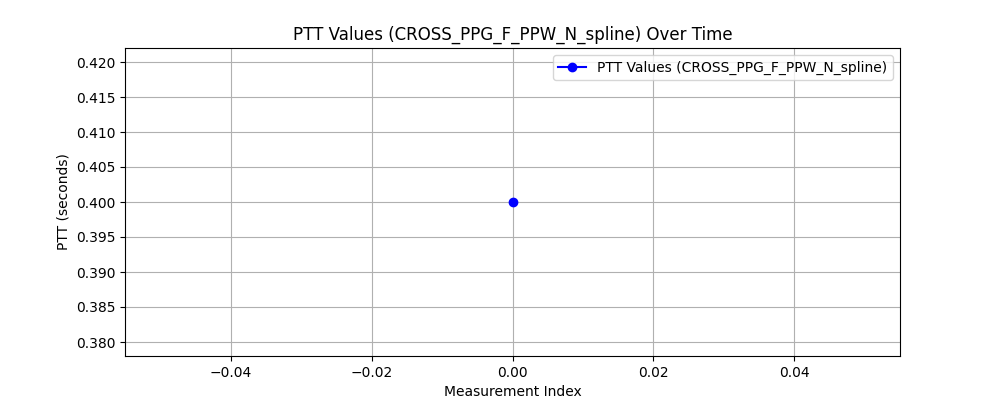 PTT Values (CROSS_PPG_F_PPW_N_spline) Over Time
PTT Values (CROSS_PPG_F_PPW_N_spline)
PTT (seconds)
0.420
0.415
0.410
0.405
0.400
0.395
0.390
0.385
0.380
−0.04 −0.02 0.00 0.02 0.04
Measurement Index